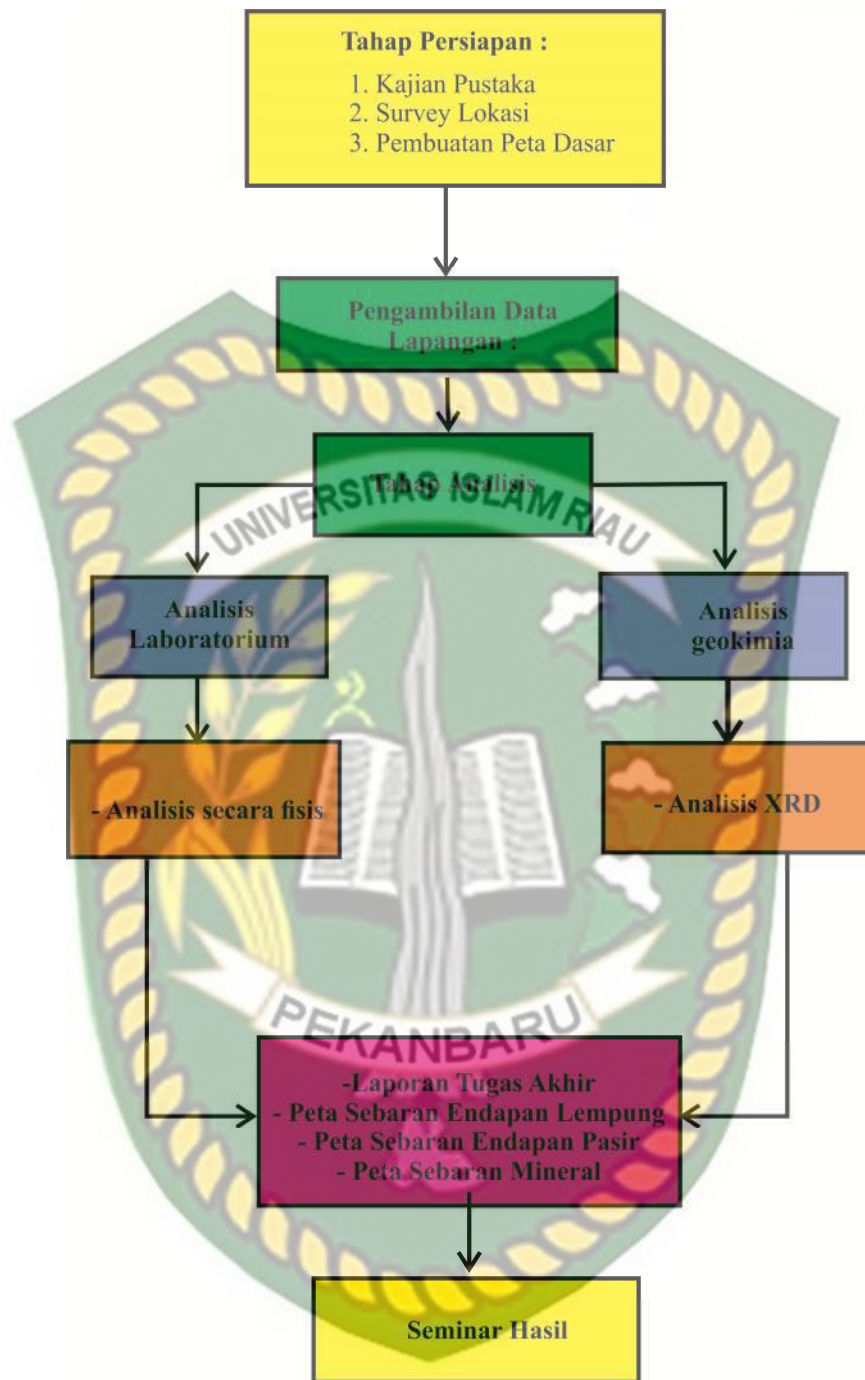 Tahap Persiapan :
1. Kajian Pustaka
2. Survey Lokasi
3. Pembuatan Peta Dasar
Pengambilan Data
Lapangan :
Tahap Analisis
UNIVERSITAS ISLAM RIAU
Analisis
Laboratorium
Analisis
geokimia
- Analisis secara fisis
- Analisis XRD
PEKANBARU
-Laporan Tugas Akhir
- Peta Sebaran Endapan Lempung
- Peta Sebaran Endapan Pasir
- Peta Sebaran Mineral
Seminar Hasil